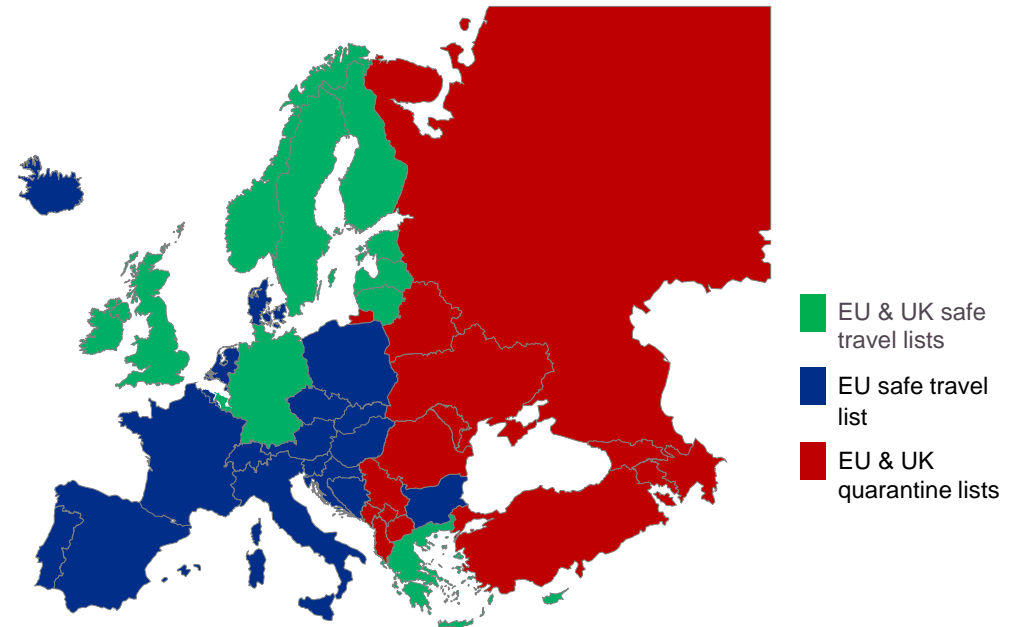 EU & UK safe
travel lists
EU safe travel
list
EU & UK
quarantine lists